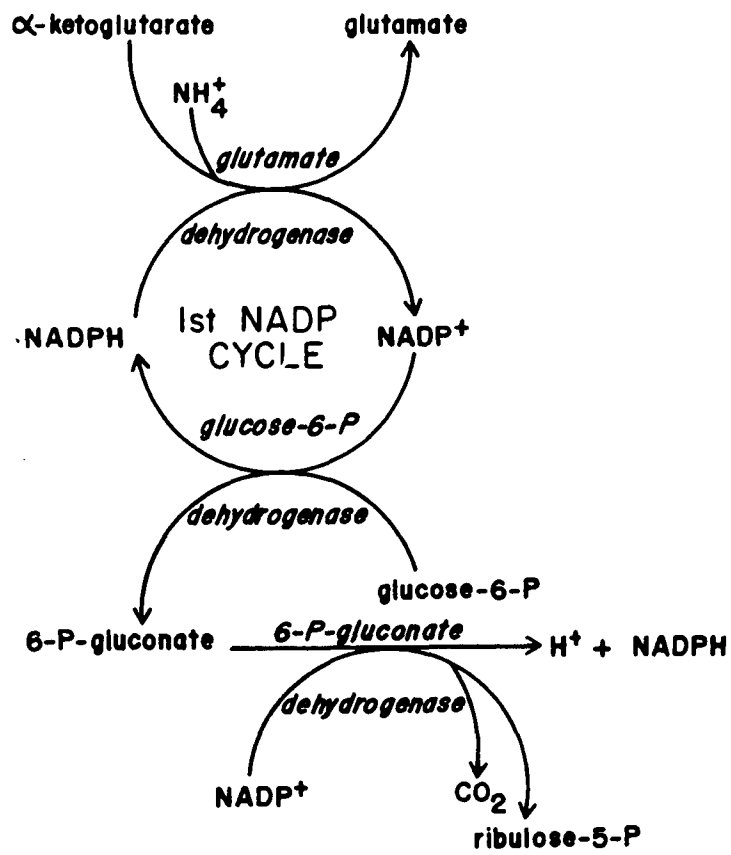 α-ketoglutarate glutamate
NH4+
glutamate
dehydrogenase
NADPH 1st NADP NADP+
CYCLE
glucose-6-P
dehydrogenase
glucose-6-P
6-P-gluconate 6-P-gluconate H+ + NADPH
dehydrogenase
NADP+ CO2
ribulose-5-P